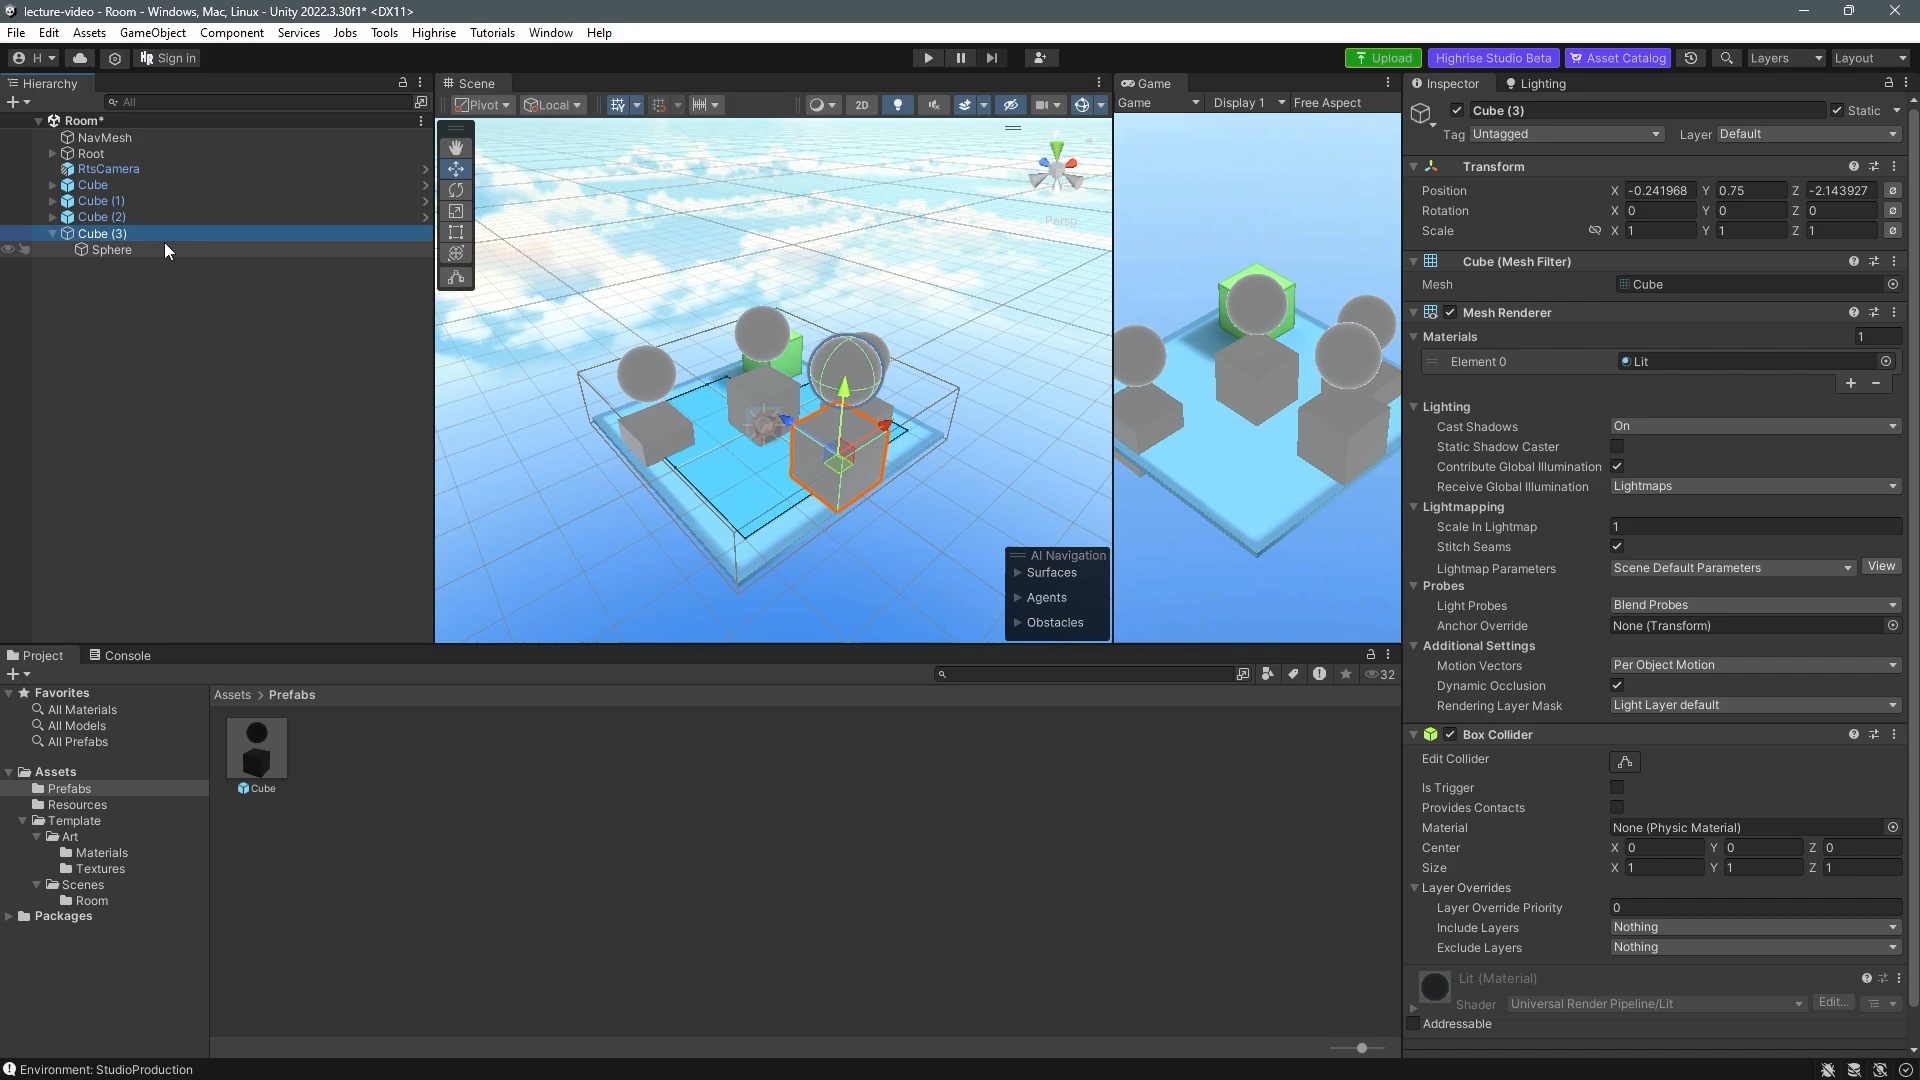 lecture-video - Room - Windows, Mac, Linux - Unity 2022.3.30f1* <DX11>
File Edit Assets GameObject Component Services Jobs Tools Highrise Tutorials Window Help
H Sign in Upload Highrise Studio Beta Asset Catalog Layers Layout
Hierarchy
All
Room*
NavMesh
Root
RtsCamera
Cube
Cube (1)
Cube (2)
Cube (3)
Sphere
Scene
Pivot Local 2D
Persp
AI Navigation
Surfaces
Agents
Obstacles
Game
Game Display 1 Free Aspect
Inspector Lighting
Cube (3) Static
Tag Untagged Layer Default
Transform
Position X -0.241968 Y 0.75 Z -2.143927
Rotation X 0 Y 0 Z 0
Scale X 1 Y 1 Z 1
Cube (Mesh Filter)
Mesh Cube
Mesh Renderer
Materials 1
Element 0 Lit
Lighting
Cast Shadows On
Static Shadow Caster
Contribute Global Illumination
Receive Global Illumination Lightmaps
Lightmapping
Scale In Lightmap 1
Stitch Seams
Lightmap Parameters Scene Default Parameters View
Probes
Light Probes Blend Probes
Anchor Override None (Transform)
Additional Settings
Motion Vectors Per Object Motion
Dynamic Occlusion
Rendering Layer Mask Light Layer default
Box Collider
Edit Collider
Is Trigger
Provides Contacts
Material None (Physic Material)
Center X 0 Y 0 Z 0
Size X 1 Y 1 Z 1
Layer Overrides
Layer Override Priority 0
Include Layers Nothing
Exclude Layers Nothing
Lit (Material)
Shader Universal Render Pipeline/Lit Edit...
Addressable
Project Console
32
Favorites
All Materials
All Models
All Prefabs
Assets
Prefabs
Resources
Template
Art
Materials
Textures
Scenes
Room
Packages
Assets > Prefabs
Cube
Environment: StudioProduction